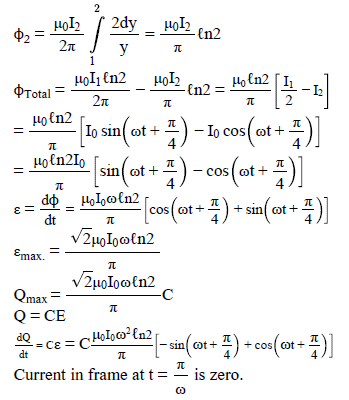 ϕ₂ = μ₀I₂/2π ∫₁² 2dy/y = μ₀I₂/π ℓn2
ϕTotal = μ₀I₁ℓn2/2π − μ₀I₂/π ℓn2 = μ₀ℓn2/π [I₁/2 − I₂]
= μ₀ℓn2/π [I₀ sin(ωt + π/4) − I₀ cos(ωt + π/4)]
= μ₀ℓn2I₀/π [sin(ωt + π/4) − cos(ωt + π/4)]
ε = dϕ/dt = μ₀I₀ωℓn2/π [cos(ωt + π/4) + sin(ωt + π/4)]
εmax. = √2μ₀I₀ωℓn2/π
Qmax = √2μ₀I₀ωℓn2/π C
Q = CE
dQ/dt = Cε = C μ₀I₀ω²ℓn2/π [− sin(ωt + π/4) + cos(ωt + π/4)]
Current in frame at t = π/ω is zero.